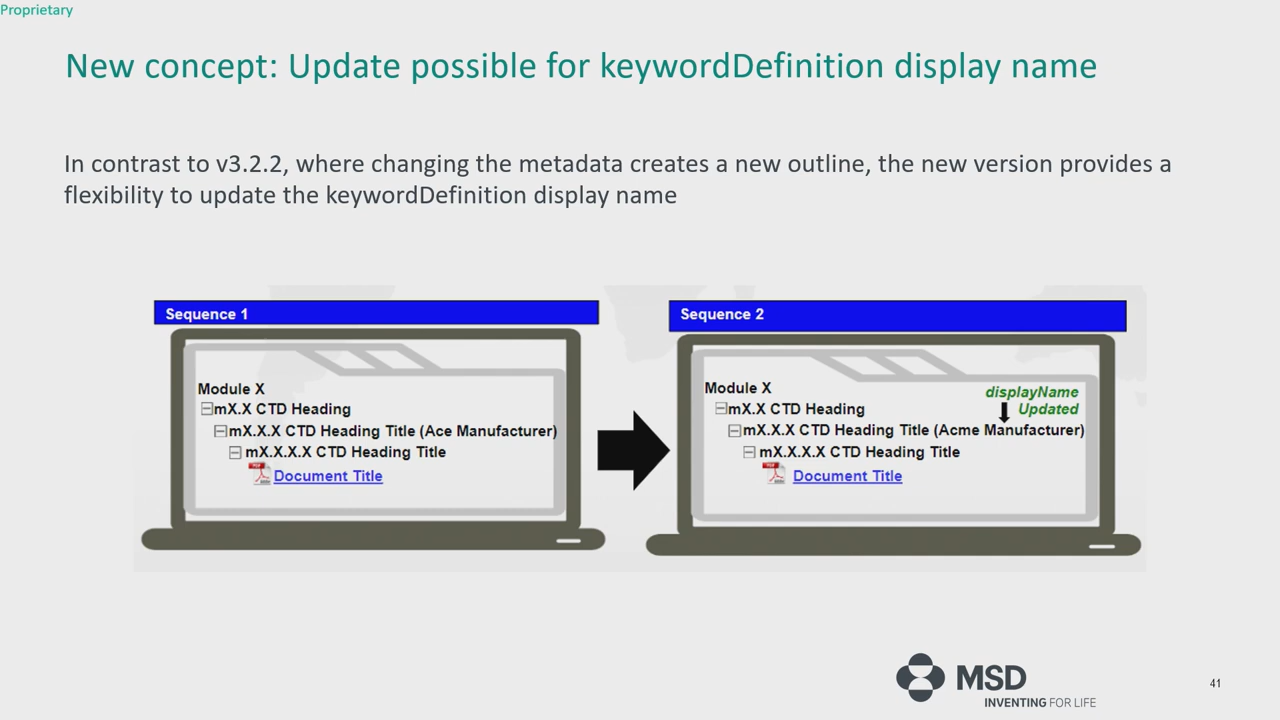 Proprietary
New concept: Update possible for keywordDefinition display name
In contrast to v3.2.2, where changing the metadata creates a new outline, the new version provides a
flexibility to update the keywordDefinition display name
Sequence 1
Module X
mX.X CTD Heading
mX.X.X CTD Heading Title (Ace Manufacturer)
mX.X.X.X CTD Heading Title
Document Title
Sequence 2
displayName
Updated
Module X
mX.X CTD Heading
mX.X.X CTD Heading Title (Acme Manufacturer)
mX.X.X.X CTD Heading Title
Document Title
MSD
INVENTING FOR LIFE
41